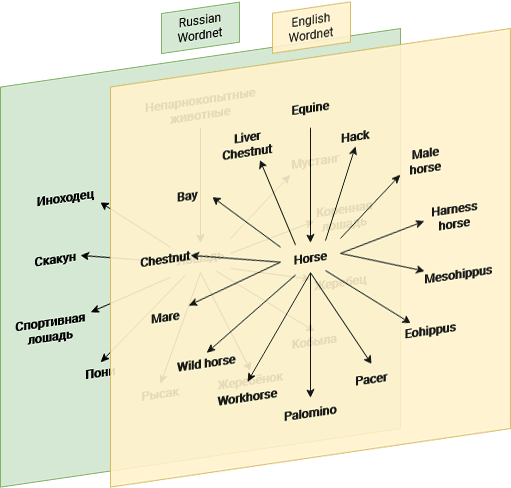 Russian
Wordnet
English
Wordnet
Непарнокопытные
животные
Equine
Liver
Chestnut
Hack
Мустанг
Male
horse
Иноходец
Bay
Коренная
лошадь
Harness
horse
Скакун
Chestnut
Horse
Жеребец
Mesohippus
Спортивная
лошадь
Mare
Eohippus
Кобыла
Пони
Wild horse
Жеребёнок
Рысак
Workhorse
Pacer
Palomino